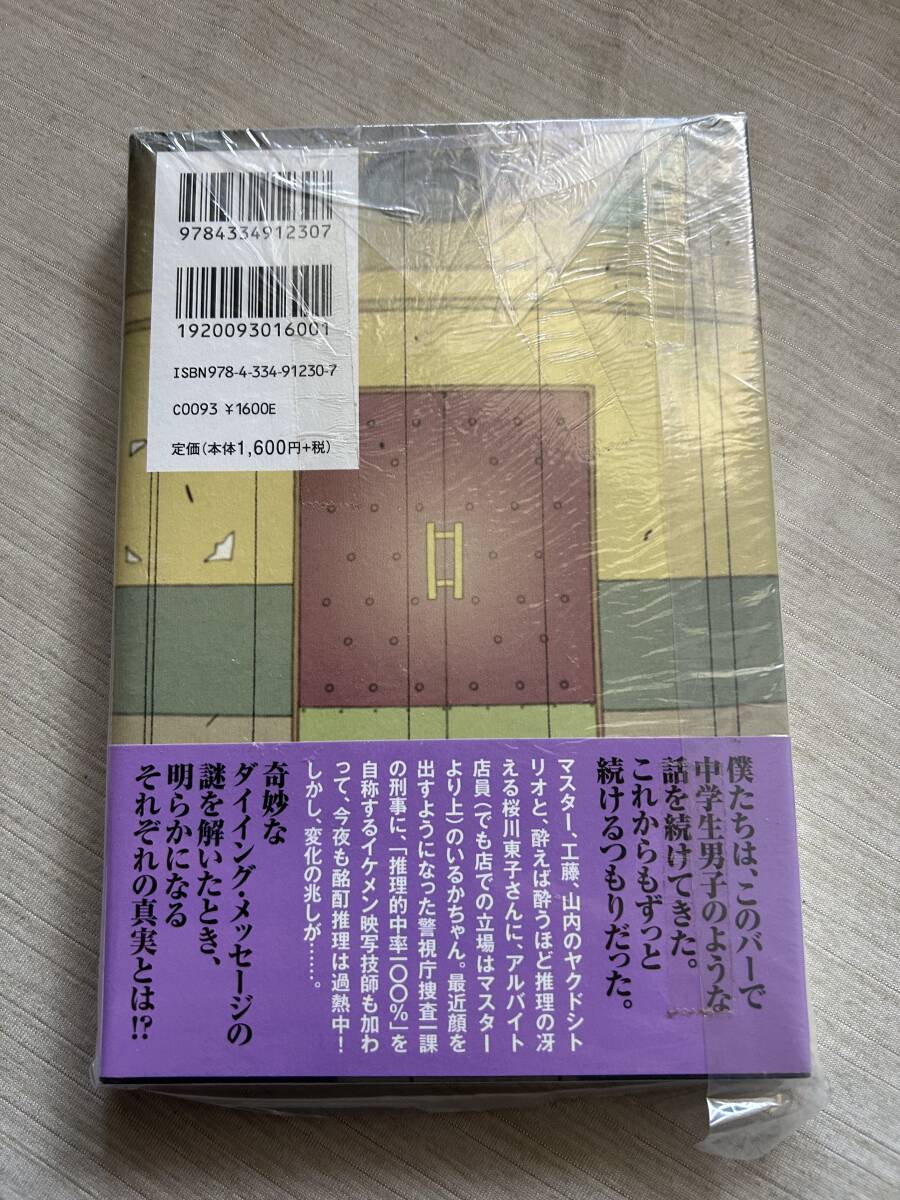 9784334912307
1920093016001
ISBN978-4-334-91230-7
C0093 ¥1600E
定価(本体1,600円+税)
僕たちは、このバーで
中学生男子のような
話を続けてきた。
これからもずっと
続けるつもりだった。
マスター、工藤、山内のヤクドシト
リオと、酔えば酔うほど推理の冴
える桜川東子さんに、アルバイト
店員(でも店での立場はマスター
より上)のいるかちゃん。最近顔を
出すようになった警視庁捜査一課
の刑事に、「推理的中率一〇〇%」を
自称するイケメン映写技師も加わ
って、今夜も酩酊推理は過熱中!
しかし、変化の兆しが……。
奇妙な
ダイイング・メッセージの
謎を解いたとき、
明らかになる
それぞれの真実とは!?